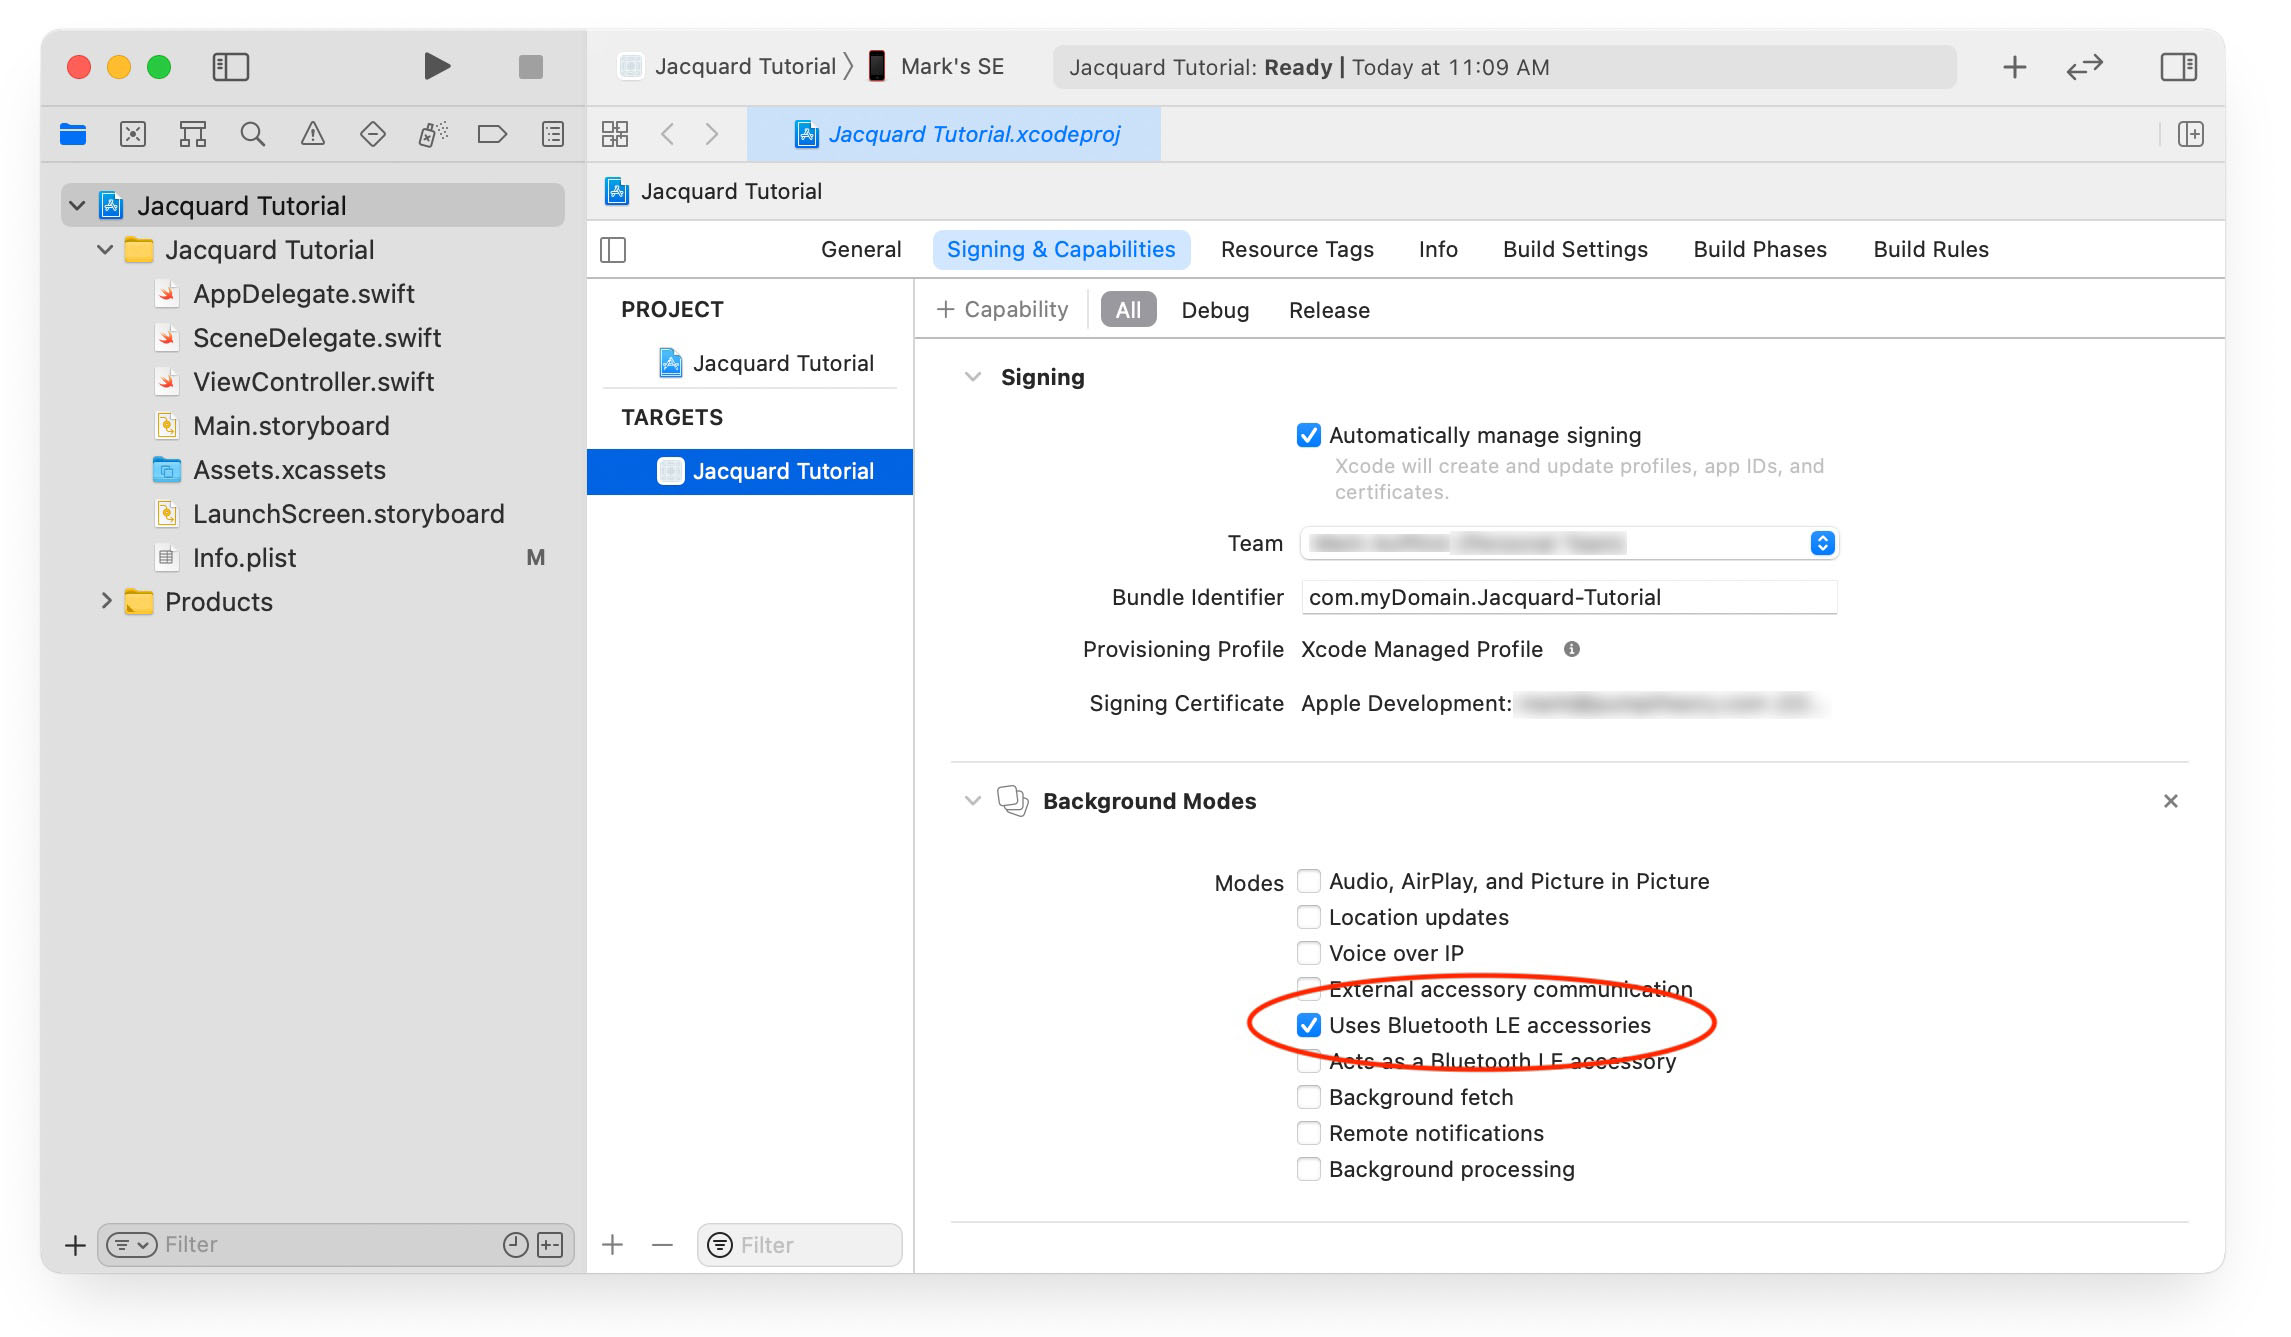 Jacquard Tutorial 〉 Mark's SE
Jacquard Tutorial: Ready | Today at 11:09 AM
Jacquard Tutorial.xcodeproj
Jacquard Tutorial
Jacquard Tutorial
AppDelegate.swift
SceneDelegate.swift
ViewController.swift
Main.storyboard
Assets.xcassets
LaunchScreen.storyboard
Info.plist M
Products
Filter
Jacquard Tutorial
General Signing & Capabilities Resource Tags Info Build Settings Build Phases Build Rules
PROJECT
Jacquard Tutorial
TARGETS
Jacquard Tutorial
Filter
+ Capability All Debug Release
Signing
Automatically manage signing
Xcode will create and update profiles, app IDs, and
certificates.
Team
Bundle Identifier com.myDomain.Jacquard-Tutorial
Provisioning Profile Xcode Managed Profile
Signing Certificate Apple Development:
Background Modes
Modes Audio, AirPlay, and Picture in Picture
Location updates
Voice over IP
External accessory communication
Uses Bluetooth LE accessories
Acts as a Bluetooth LE accessory
Background fetch
Remote notifications
Background processing